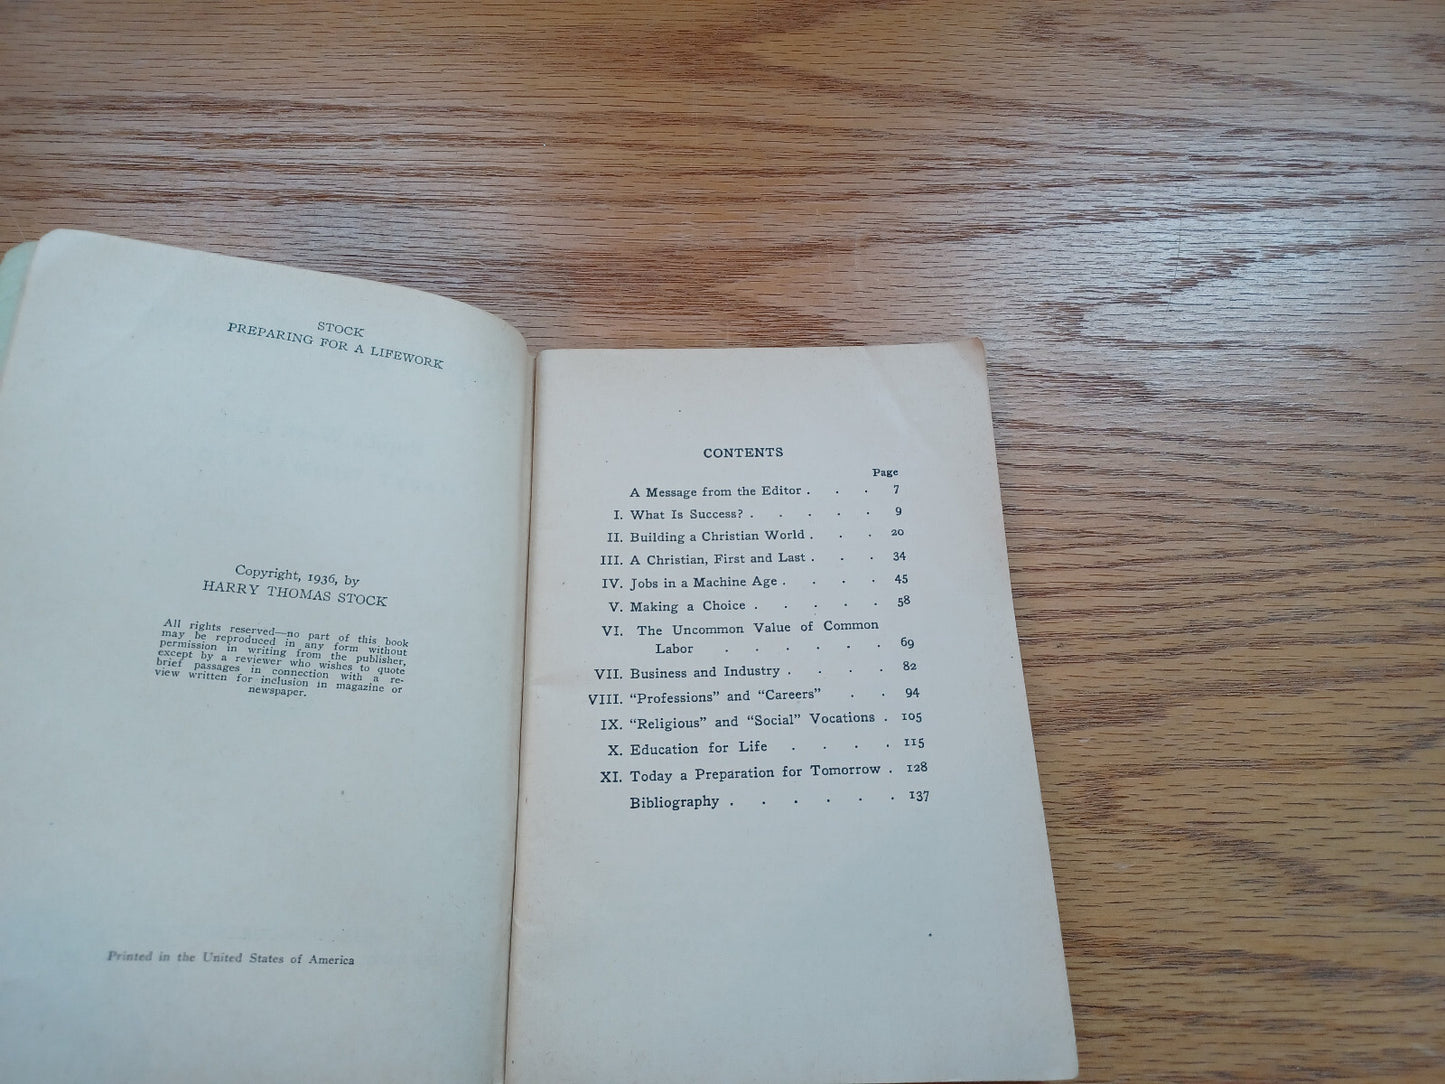 STOCK
PREPARING FOR A LIFEWORK
Copyright, 1936, by
HARRY THOMAS STOCK
All rights reserved—no part of this book
may be reproduced in any form without
permission in writing from the publisher,
except by a reviewer who wishes to quote
brief passages in connection with a re-
view written for inclusion in magazine or
newspaper.
Printed in the United States of America
CONTENTS
Page
A Message from the Editor . . . 7
I. What Is Success? . . . . . 9
II. Building a Christian World . . . 20
III. A Christian, First and Last . . . 34
IV. Jobs in a Machine Age . . . . 45
V. Making a Choice . . . . . 58
VI. The Uncommon Value of Common
Labor . . . . . . 69
VII. Business and Industry . . . . 82
VIII. "Professions" and "Careers" . . 94
IX. "Religious" and "Social" Vocations . 105
X. Education for Life . . . . 115
XI. Today a Preparation for Tomorrow . 128
Bibliography . . . . . . 137